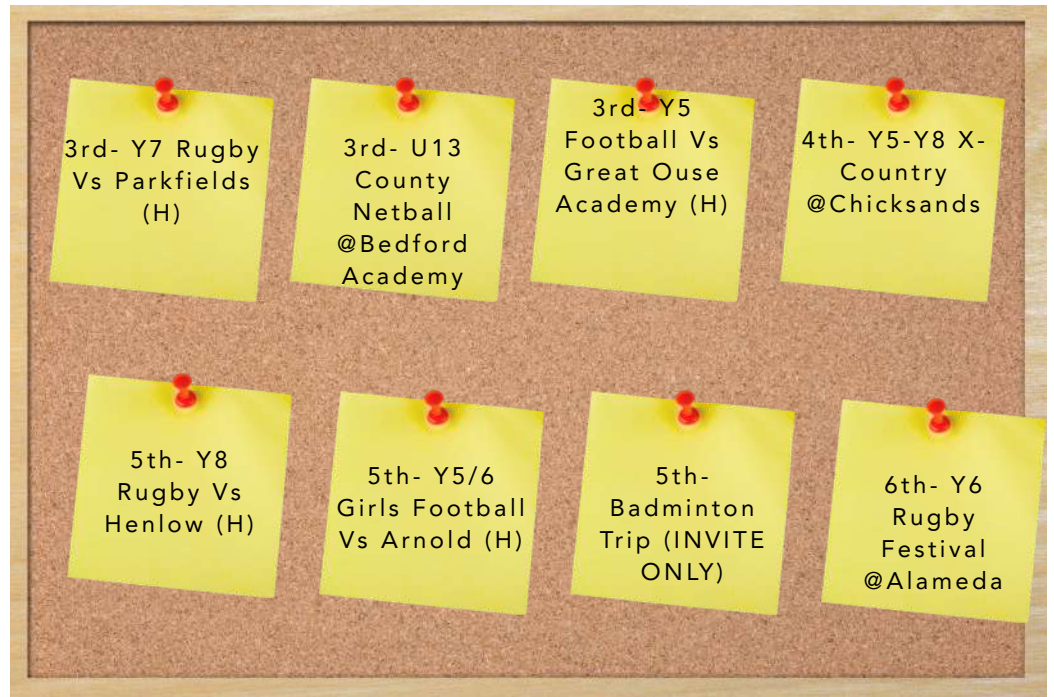 3rd- Y7 Rugby
Vs Parkfields
(H)
3rd- U13
County
Netball
@Bedford
Academy
3rd- Y5
Football Vs
Great Ouse
Academy (H)
4th- Y5-Y8 X-
Country
@Chicksands
5th- Y8
Rugby Vs
Henlow (H)
5th- Y5/6
Girls Football
Vs Arnold (H)
5th-
Badminton
Trip (INVITE
ONLY)
6th- Y6
Rugby
Festival
@Alameda